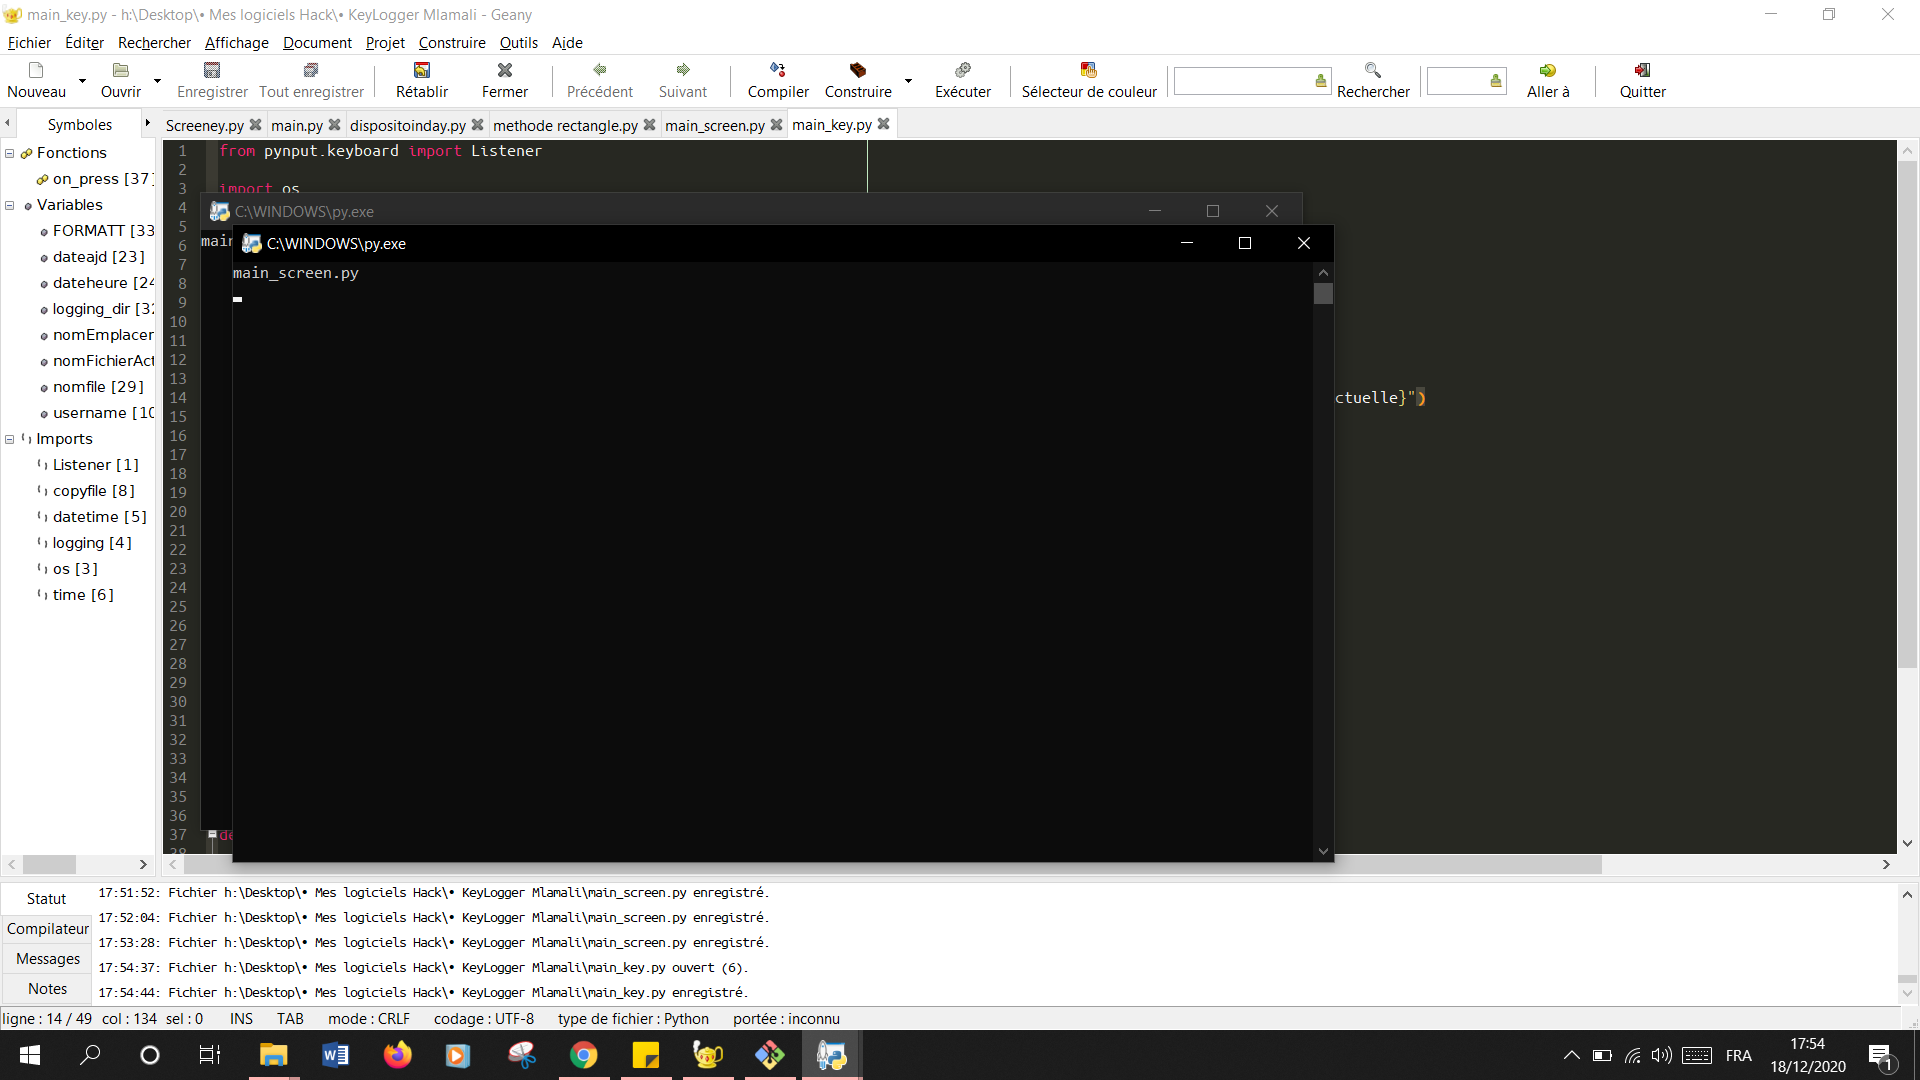 main_key.py - h:\Desktop\• Mes logiciels Hack\• KeyLogger Mlamali - Geany
Fichier Éditer Rechercher Affichage Document Projet Construire Outils Aide
Nouveau Ouvrir Enregistrer Tout enregistrer Rétablir Fermer Précédent Suivant Compiler Construire Exécuter Sélecteur de couleur Rechercher Aller à Quitter
Symboles
Screeney.py main.py dispositoinday.py methode rectangle.py main_screen.py main_key.py
Fonctions
on_press [37]
Variables
FORMATT [33
dateajd [23]
dateheure [24
logging_dir [32
nomEmplacer
nomFichierAct
nomfile [29]
username [10
Imports
Listener [1]
copyfile [8]
datetime [5]
logging [4]
os [3]
time [6]
1 from pynput.keyboard import Listener
2
3 import os
4
5
6
7
8
9
10
11
12
13
14 ctuelle}")
15
16
17
18
19
20
21
22
23
24
25
26
27
28
29
30
31
32
33
34
35
36
37 de
38
C:\WINDOWS\py.exe
main
C:\WINDOWS\py.exe
main_screen.py
Statut
Compilateur
Messages
Notes
17:51:52: Fichier h:\Desktop\• Mes logiciels Hack\• KeyLogger Mlamali\main_screen.py enregistré.
17:52:04: Fichier h:\Desktop\• Mes logiciels Hack\• KeyLogger Mlamali\main_screen.py enregistré.
17:53:28: Fichier h:\Desktop\• Mes logiciels Hack\• KeyLogger Mlamali\main_screen.py enregistré.
17:54:37: Fichier h:\Desktop\• Mes logiciels Hack\• KeyLogger Mlamali\main_key.py ouvert (6).
17:54:44: Fichier h:\Desktop\• Mes logiciels Hack\• KeyLogger Mlamali\main_key.py enregistré.
ligne : 14 / 49 col : 134 sel : 0 INS TAB mode : CRLF codage : UTF-8 type de fichier : Python portée : inconnu
FRA
17:54
18/12/2020
1